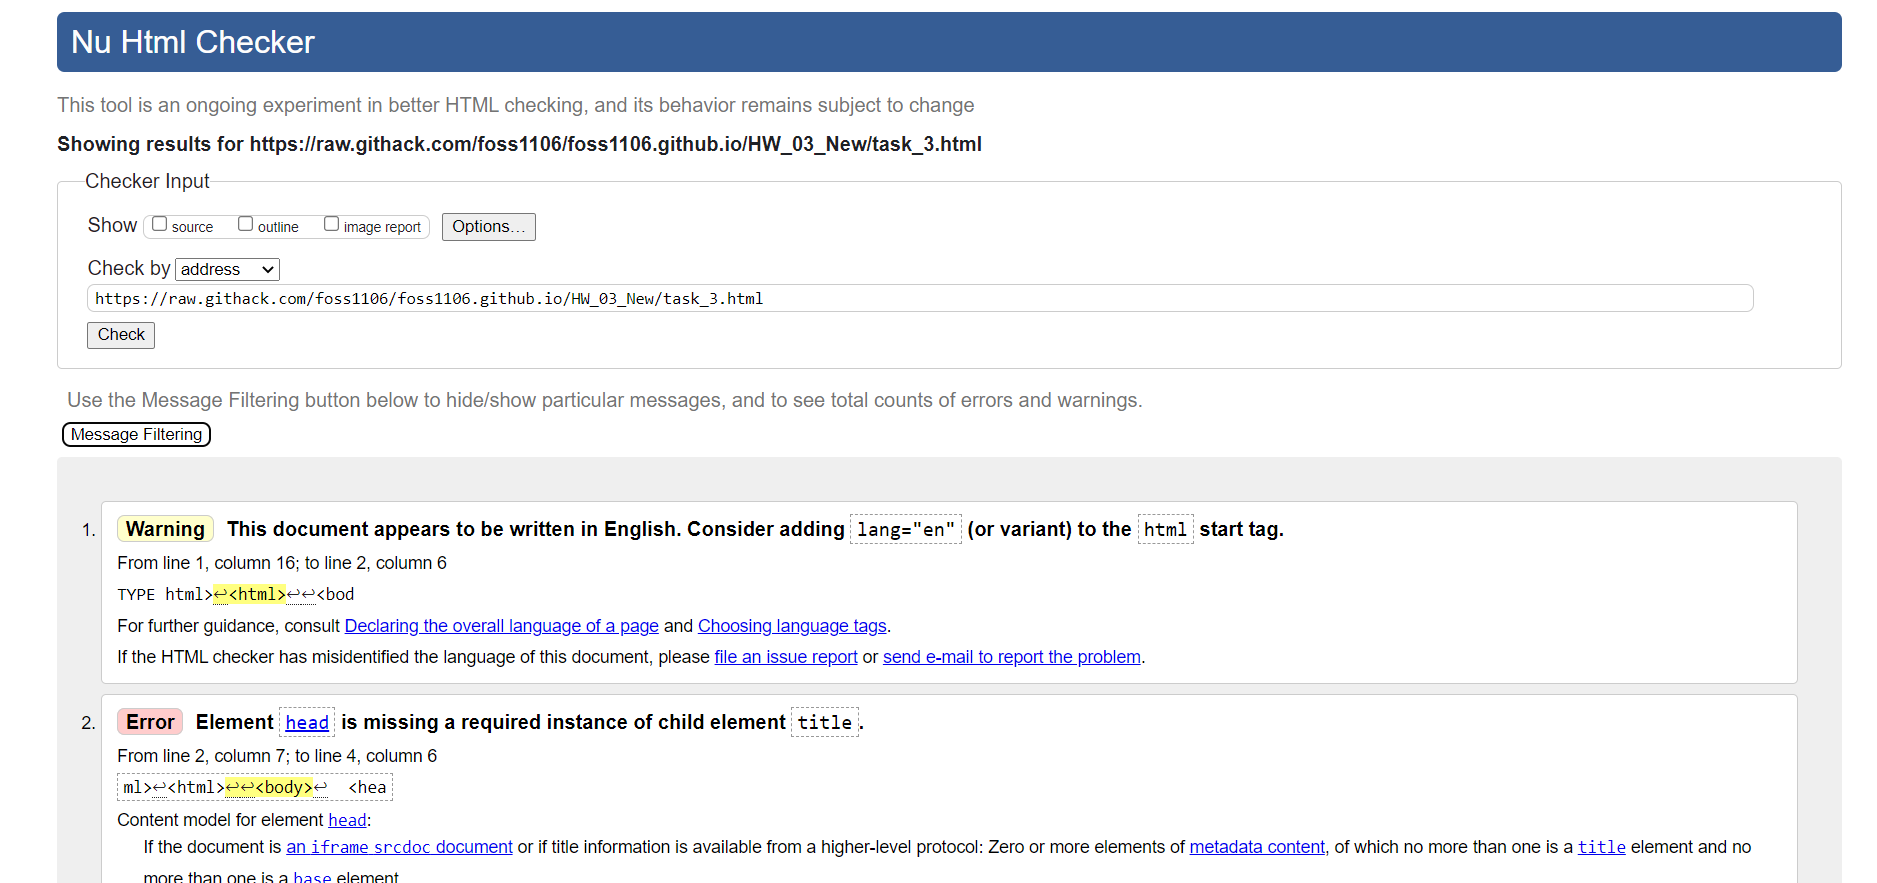 Nu Html Checker
This tool is an ongoing experiment in better HTML checking, and its behavior remains subject to change
Showing results for https://raw.githack.com/foss1106/foss1106.github.io/HW_03_New/task_3.html
Checker Input
Show source outline image report Options...
Check by address
https://raw.githack.com/foss1106/foss1106.github.io/HW_03_New/task_3.html
Check
Use the Message Filtering button below to hide/show particular messages, and to see total counts of errors and warnings.
Message Filtering
1. Warning This document appears to be written in English. Consider adding lang="en" (or variant) to the html start tag.
From line 1, column 16; to line 2, column 6
TYPE html>↩<html>↩↩<bod
For further guidance, consult Declaring the overall language of a page and Choosing language tags.
If the HTML checker has misidentified the language of this document, please file an issue report or send e-mail to report the problem.
2. Error Element head is missing a required instance of child element title.
From line 2, column 7; to line 4, column 6
ml>↩<html>↩↩<body>↩ <hea
Content model for element head:
If the document is an iframe srcdoc document or if title information is available from a higher-level protocol: Zero or more elements of metadata content, of which no more than one is a title element and no
more than one is a base element